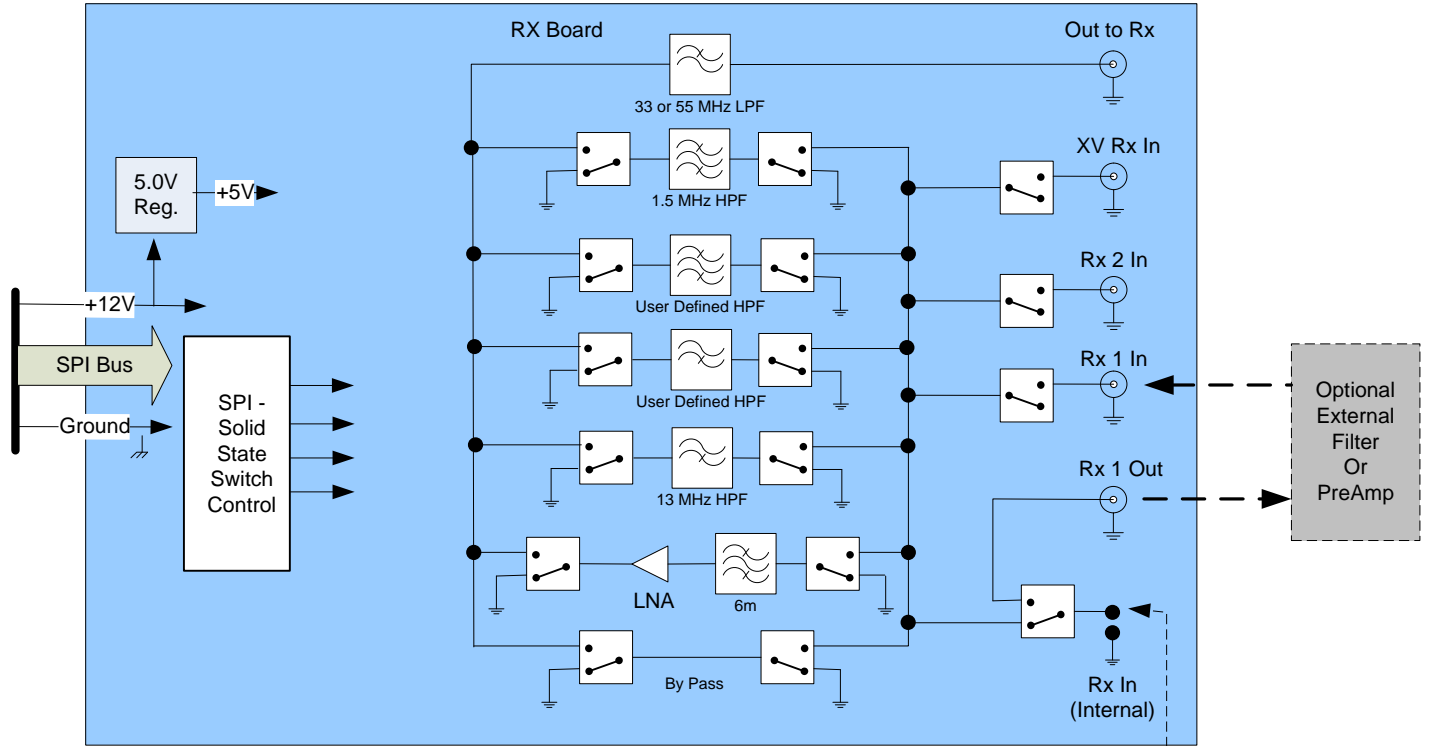 RX Board
Out to Rx
33 or 55 MHz LPF
XV Rx In
5.0V
Reg.
+5V
1.5 MHz HPF
Rx 2 In
+12V
User Defined HPF
SPI Bus
Rx 1 In
Ground
SPI -
Solid
State
Switch
Control
User Defined HPF
Optional
External
Filter
Or
PreAmp
Rx 1 Out
13 MHz HPF
LNA
6m
By Pass
Rx In
(Internal)